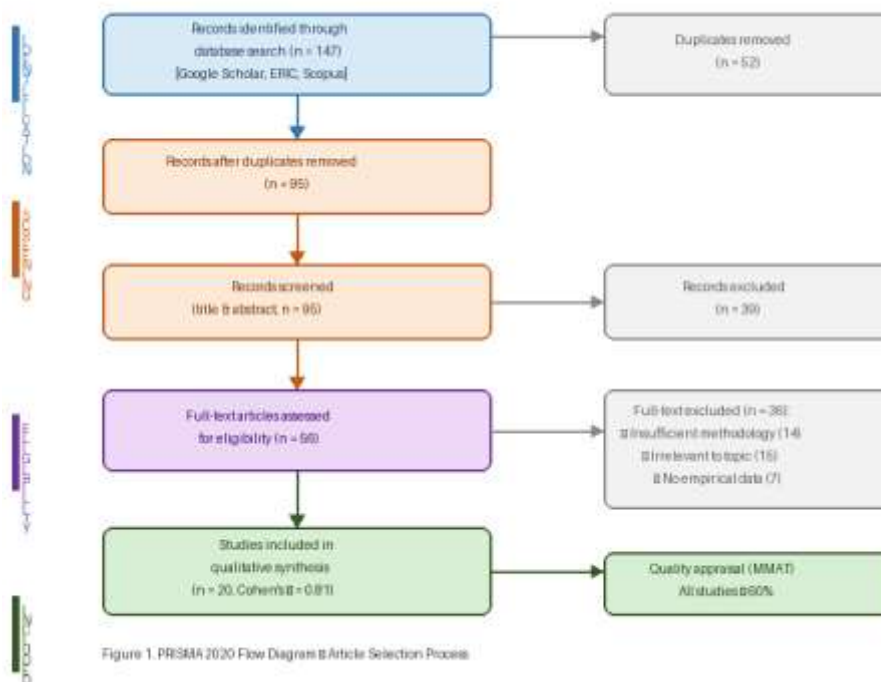 Records identified through
database search (n = 147)
[Google Scholar, ERIC, Scopus]
Duplicates removed
(n = 52)
Records after duplicates removed
(n = 95)
Records screened
(title & abstract, n = 95)
Records excluded
(n = 39)
Full-text articles assessed
for eligibility (n = 56)
Full-text excluded (n = 36):
Insufficient methodology (14)
Irrelevant to topic (15)
No empirical data (7)
Studies included in
qualitative synthesis
(n = 20, Cohen's = 0.81)
Quality appraisal (MMAT)
All studies 60%
Figure 1. PRISMA 2020 Flow Diagram Article Selection Process